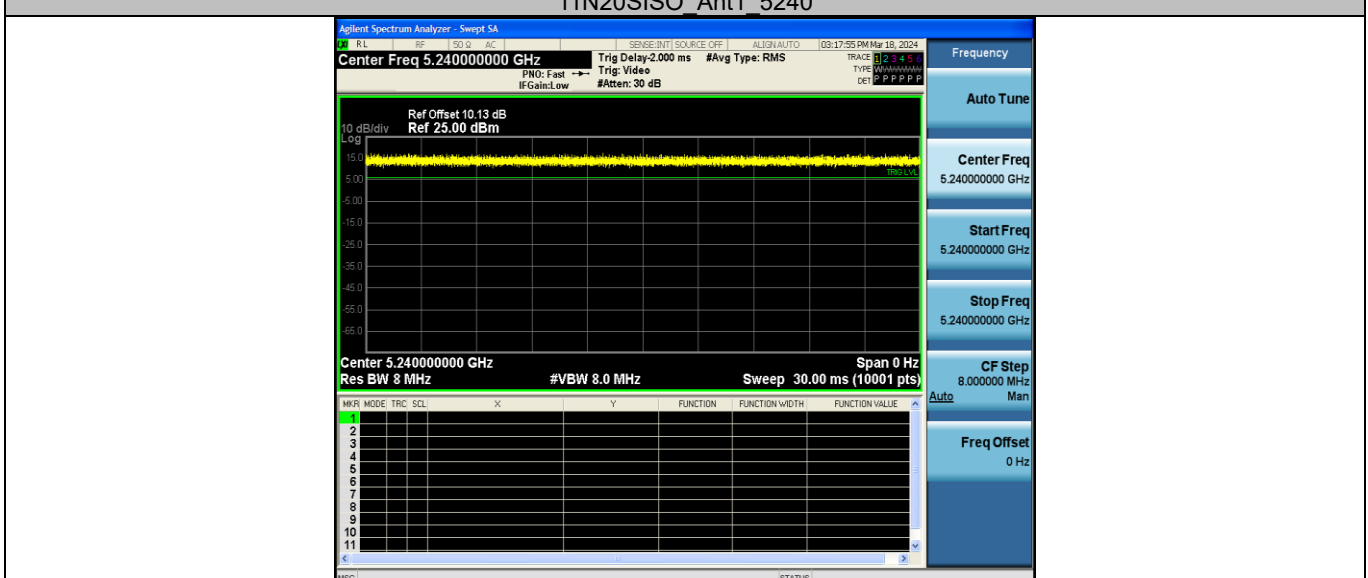 11N20SISO_Ant1_5240
Agilent Spectrum Analyzer - Swept SA
LXI RL RF 50 Ω AC SENSE:INT SOURCE OFF ALIGN AUTO 03:17:55 PM Mar 18, 2024
Center Freq 5.240000000 GHz
PNO: Fast
IFGain:Low
Trig Delay-2.000 ms #Avg Type: RMS
Trig: Video
#Atten: 30 dB
TRACE 1 2 3 4 5 6
TYPE
DET P P P P P P
Ref Offset 10.13 dB
10 dB/div Ref 25.00 dBm
Log
15.0
5.00
TRIG LVL
-5.00
-15.0
-25.0
-35.0
-45.0
-55.0
-65.0
Center 5.240000000 GHz Span 0 Hz
Res BW 8 MHz #VBW 8.0 MHz Sweep 30.00 ms (10001 pts)
MKR MODE TRC SCL X Y FUNCTION FUNCTION WIDTH FUNCTION VALUE
1
2
3
4
5
6
7
8
9
10
11
MSG STATUS
Frequency
Auto Tune
Center Freq
5.240000000 GHz
Start Freq
5.240000000 GHz
Stop Freq
5.240000000 GHz
CF Step
8.000000 MHz
Auto Man
Freq Offset
0 Hz